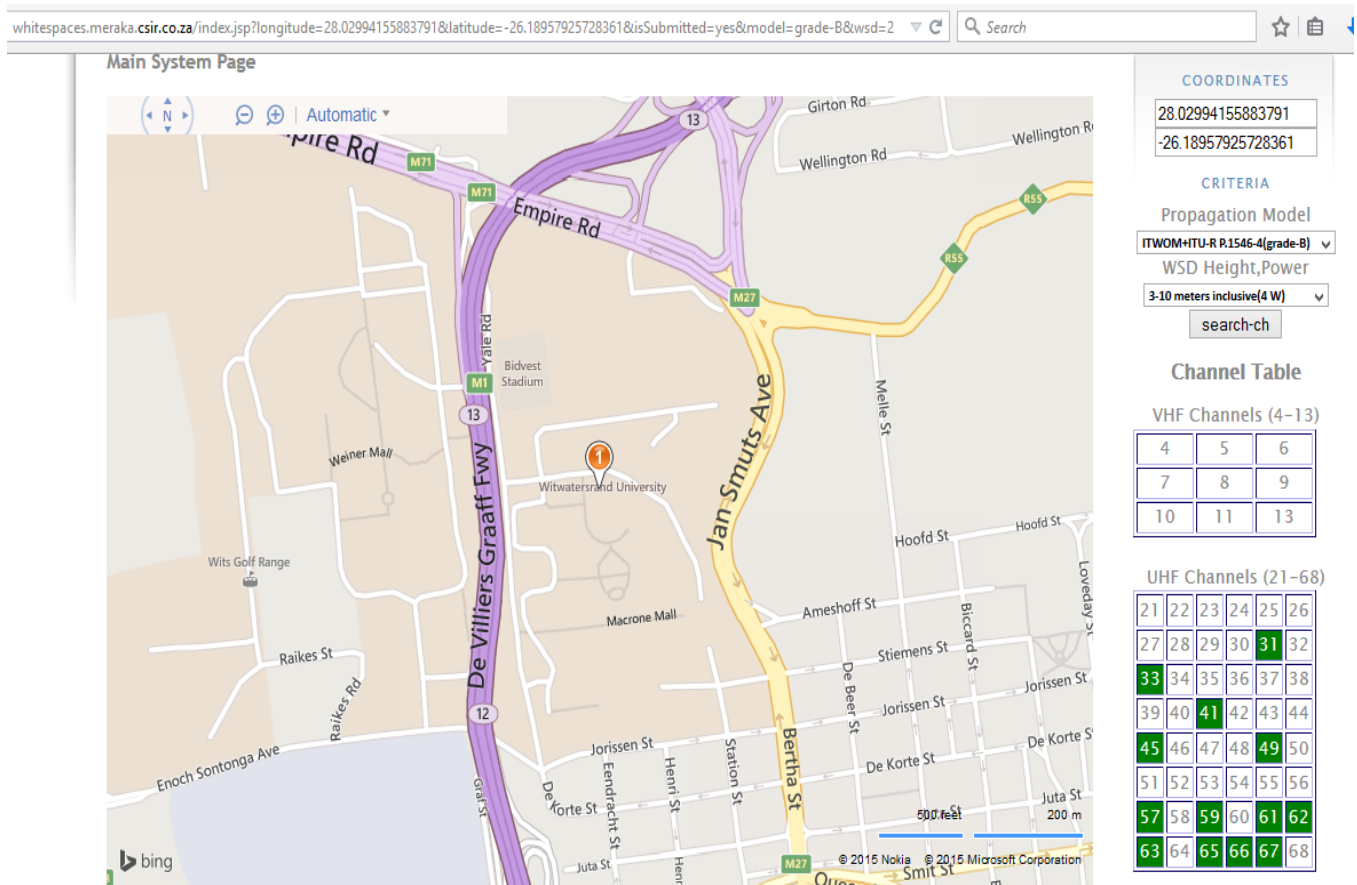 whitespaces.meraka.csir.co.za/index.jsp?longitude=28.02994155883791&latitude=-26.18957925728361&isSubmitted=yes&model=grade-B&wsd=2
Search
Main System Page
N
Automatic
Girton Rd
13
Wellington R
Wellington Rd
pire Rd
M71
M71
Empire Rd
R55
R55
M27
Yale Rd
Bidvest
Stadium
M1
13
Melle St
Jan Smuts Ave
Weiner Mall
1
Witwatersrand University
De Villiers Graaff Fwy
Hoofd St
Hoofd St
Wits Golf Range
Loveday St
Ameshoff St
Biccard St
Macrone Mall
Stiemens St
Raikes St
De Beer St
Jorissen St
Raikes Rd
Jorissen St
12
Jorissen St
Station St
Bertha St
De Korte S
Enoch Sontonga Ave
Henri St
De Korte St
Eendracht St
De Korte St
Graf St
Juta St
500 feet
200 m
bing
Juta St
Henr
M27
© 2015 Nokia © 2015 Microsoft Corporation
Smit St
COORDINATES
28.02994155883791
-26.18957925728361
CRITERIA
Propagation Model
ITWOM+ITU-R P.1546-4(grade-B)
WSD Height,Power
3-10 meters inclusive(4 W)
search-ch
Channel Table
VHF Channels (4-13)
4 5 6
7 8 9
10 11 13
UHF Channels (21-68)
21 22 23 24 25 26
27 28 29 30 31 32
33 34 35 36 37 38
39 40 41 42 43 44
45 46 47 48 49 50
51 52 53 54 55 56
57 58 59 60 61 62
63 64 65 66 67 68